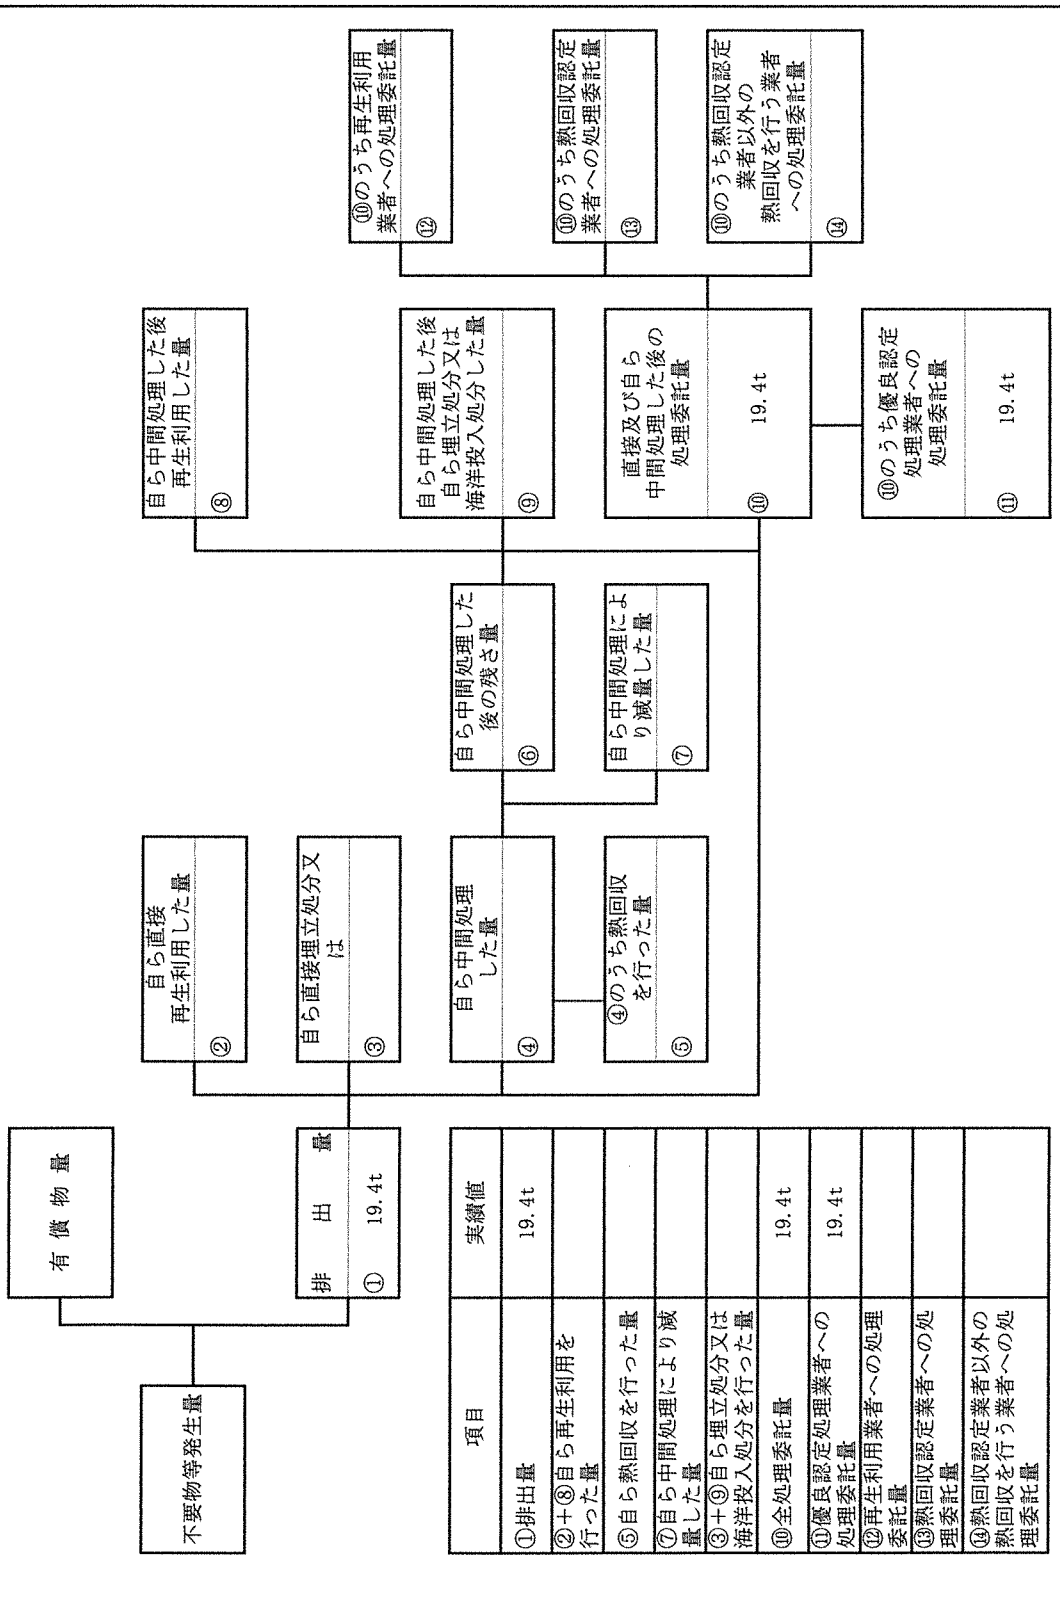 不要物等発生量
有償物量
排出量
① 19.4t
自ら直接
再生利用した量
②
自ら直接埋立処分又
は
③
自ら中間処理
した量
④
④のうち熱回収
を行った量
⑤
自ら中間処理した
後の残さ量
⑥
自ら中間処理によ
り減量した量
⑦
自ら中間処理した後
再生利用した量
⑧
自ら中間処理した後
自ら埋立処分又は
海洋投入処分した量
⑨
直接及び自ら
中間処理した後の
処理委託量
⑩ 19.4t
⑩のうち優良認定
処理業者への
処理委託量
⑪ 19.4t
⑩のうち再生利用
業者への処理委託量
⑫
⑩のうち熱回収認定
業者への処理委託量
⑬
⑩のうち熱回収認定
業者以外の
熱回収を行う業者
への処理委託量
⑭
項目 実績値
①排出量 19.4t
②+⑧自ら再生利用を
行った量
⑤自ら熱回収を行った量
⑦自ら中間処理により減
量した量
③+⑨自ら埋立処分又は
海洋投入処分を行った量
⑩全処理委託量 19.4t
⑪優良認定処理業者への
処理委託量 19.4t
⑫再生利用業者への処理
委託量
⑬熱回収認定業者への処
理委託量
⑭熱回収認定業者以外の
熱回収を行う業者への処
理委託量